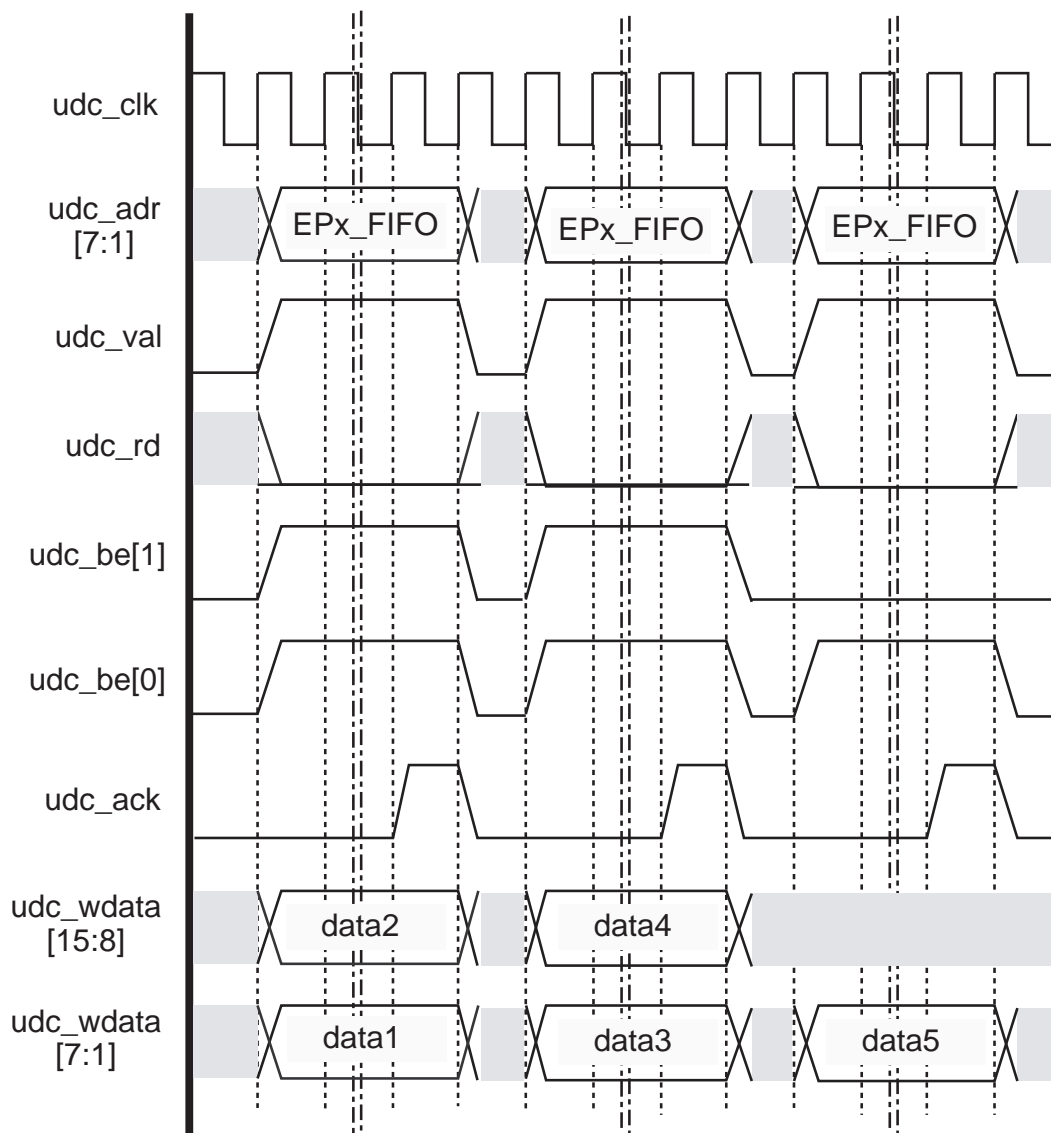 udc_clk
udc_adr
[7:1]
EPx_FIFO
EPx_FIFO
EPx_FIFO
udc_val
udc_rd
udc_be[1]
udc_be[0]
udc_ack
udc_wdata
[15:8]
data2
data4
udc_wdata
[7:1]
data1
data3
data5